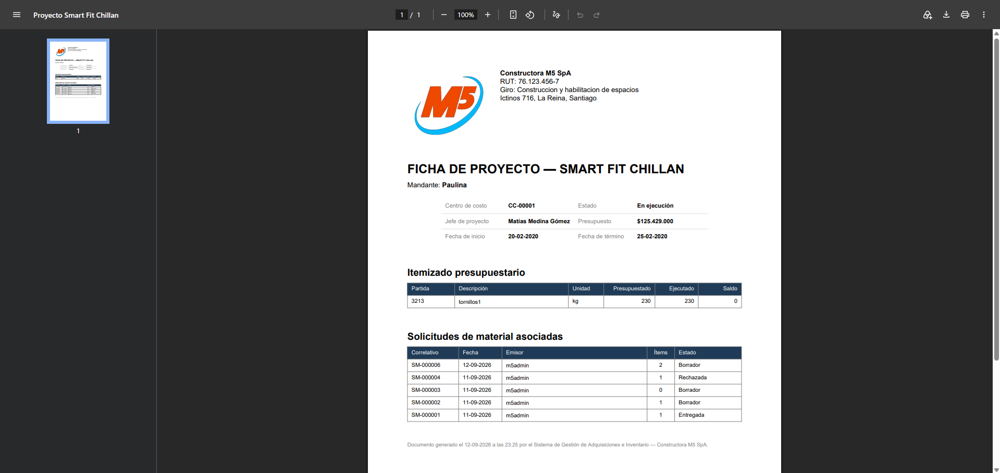 Proyecto Smart Fit Chillan
1 / 1
100%
1
M5
Constructora M5 SpA
RUT: 76.123.456-7
Giro: Construccion y habilitacion de espacios
Ictinos 716, La Reina, Santiago
FICHA DE PROYECTO — SMART FIT CHILLAN
Mandante: Paulina
Centro de costo CC-00001 Estado En ejecución
Jefe de proyecto Matías Medina Gómez Presupuesto $125.429.000
Fecha de inicio 20-02-2020 Fecha de término 25-02-2020
Itemizado presupuestario
Partida Descripción Unidad Presupuestado Ejecutado Saldo
3213 tornillos1 kg 230 230 0
Solicitudes de material asociadas
Correlativo Fecha Emisor Ítems Estado
SM-000006 12-09-2026 m5admin 2 Borrador
SM-000004 11-09-2026 m5admin 1 Rechazada
SM-000003 11-09-2026 m5admin 0 Borrador
SM-000002 11-09-2026 m5admin 1 Borrador
SM-000001 11-09-2026 m5admin 1 Entregada
Documento generado el 12-09-2026 a las 23:25 por el Sistema de Gestión de Adquisiciones e Inventario — Constructora M5 SpA.